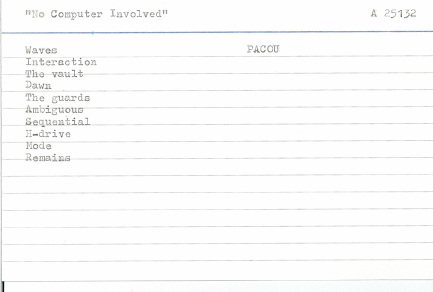 "No Computer Involved" A 25132
Waves PACOU
Interaction
The vault
Dawn
The guards
Ambiguous
Sequential
H-drive
Mode
Remains